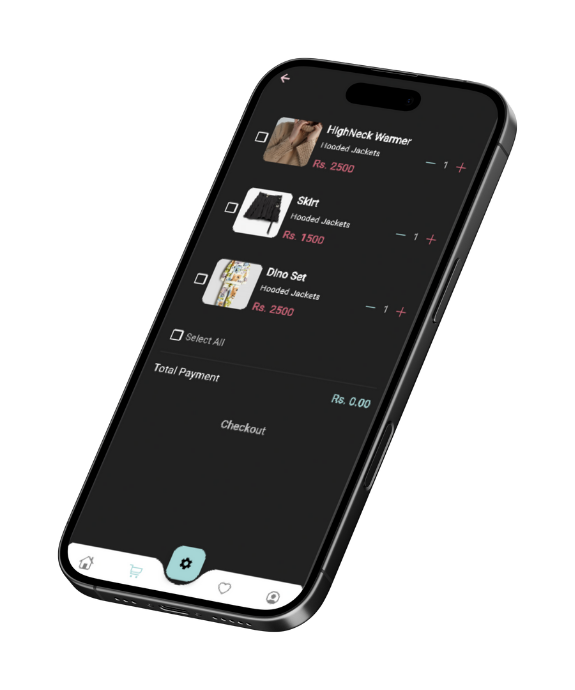 HighNeck Warmer
Hooded Jackets
Rs. 2500
1
Skirt
Hooded Jackets
Rs. 1500
1
Dino Set
Hooded Jackets
Rs. 2500
1
Select All
Total Payment
Rs. 0.00
Checkout